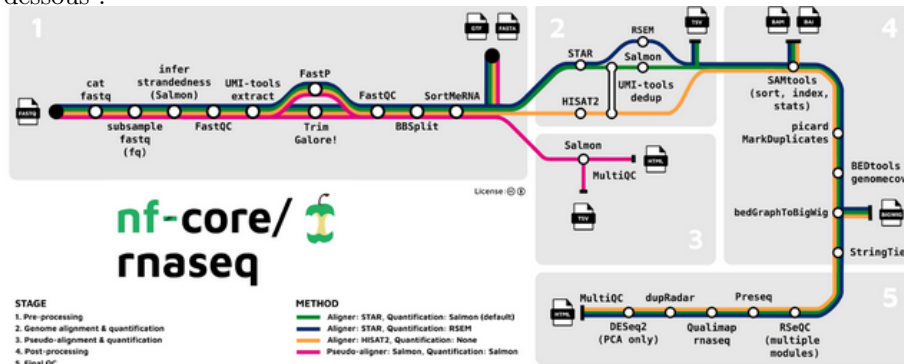 dessous :
1
2
4
GTF
FASTA
TSV
BAM
BAI
RSEM
STAR
Salmon
cat
fastq
infer
strandedness
(Salmon)
UMI-tools
extract
FastP
FastQC
SortMeRNA
HISAT2
UMI-tools
dedup
SAMtools
(sort, index,
stats)
FASTQ
subsample
fastq
(fq)
FastQC
Trim
Galore!
BBSplit
picard
MarkDuplicates
Salmon
MultiQC
HTML
TSV
3
BEDtools
genomecov
bedGraphToBigWig
BIGWIG
StringTie
License:
nf-core/
rnaseq
5
MultiQC
dupRadar
Preseq
HTML
DESeq2
(PCA only)
Qualimap
rnaseq
RSeQC
(multiple
modules)
STAGE
1. Pre-processing
2. Genome alignment & quantification
3. Pseudo-alignment & quantification
4. Post-processing
5. Final QC
METHOD
Aligner: STAR, Quantification: Salmon (default)
Aligner: STAR, Quantification: RSEM
Aligner: HISAT2, Quantification: None
Pseudo-aligner: Salmon, Quantification: Salmon